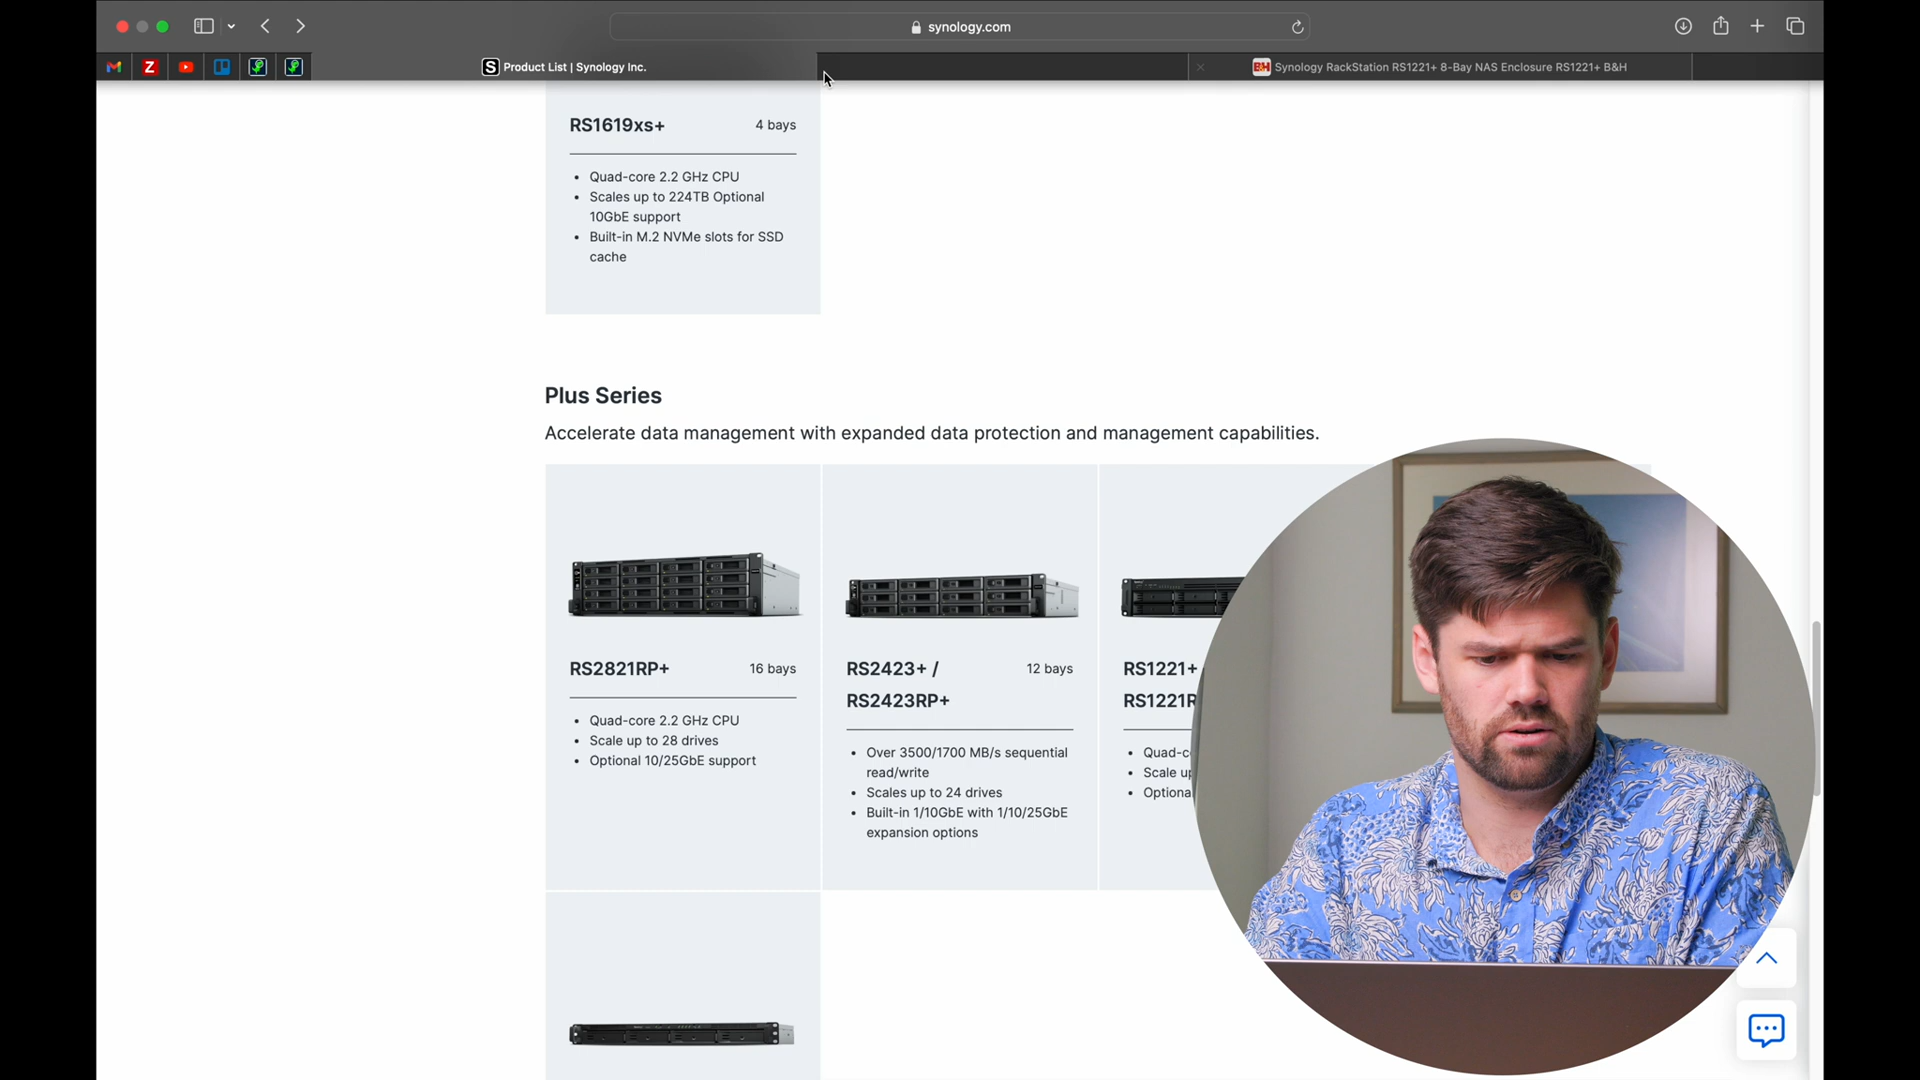 synology.com
Product List | Synology Inc.
B&H Synology RackStation RS1221+ 8-Bay NAS Enclosure RS1221+ B&H
RS1619xs+ 4 bays
• Quad-core 2.2 GHz CPU
• Scales up to 224TB Optional
10GbE support
• Built-in M.2 NVMe slots for SSD
cache
Plus Series
Accelerate data management with expanded data protection and management capabilities.
RS2821RP+ 16 bays
• Quad-core 2.2 GHz CPU
• Scale up to 28 drives
• Optional 10/25GbE support
RS2423+ / 12 bays
RS2423RP+
• Over 3500/1700 MB/s sequential
read/write
• Scales up to 24 drives
• Built-in 1/10GbE with 1/10/25GbE
expansion options
RS1221+
RS1221R
• Quad-c
• Scale up
• Optiona